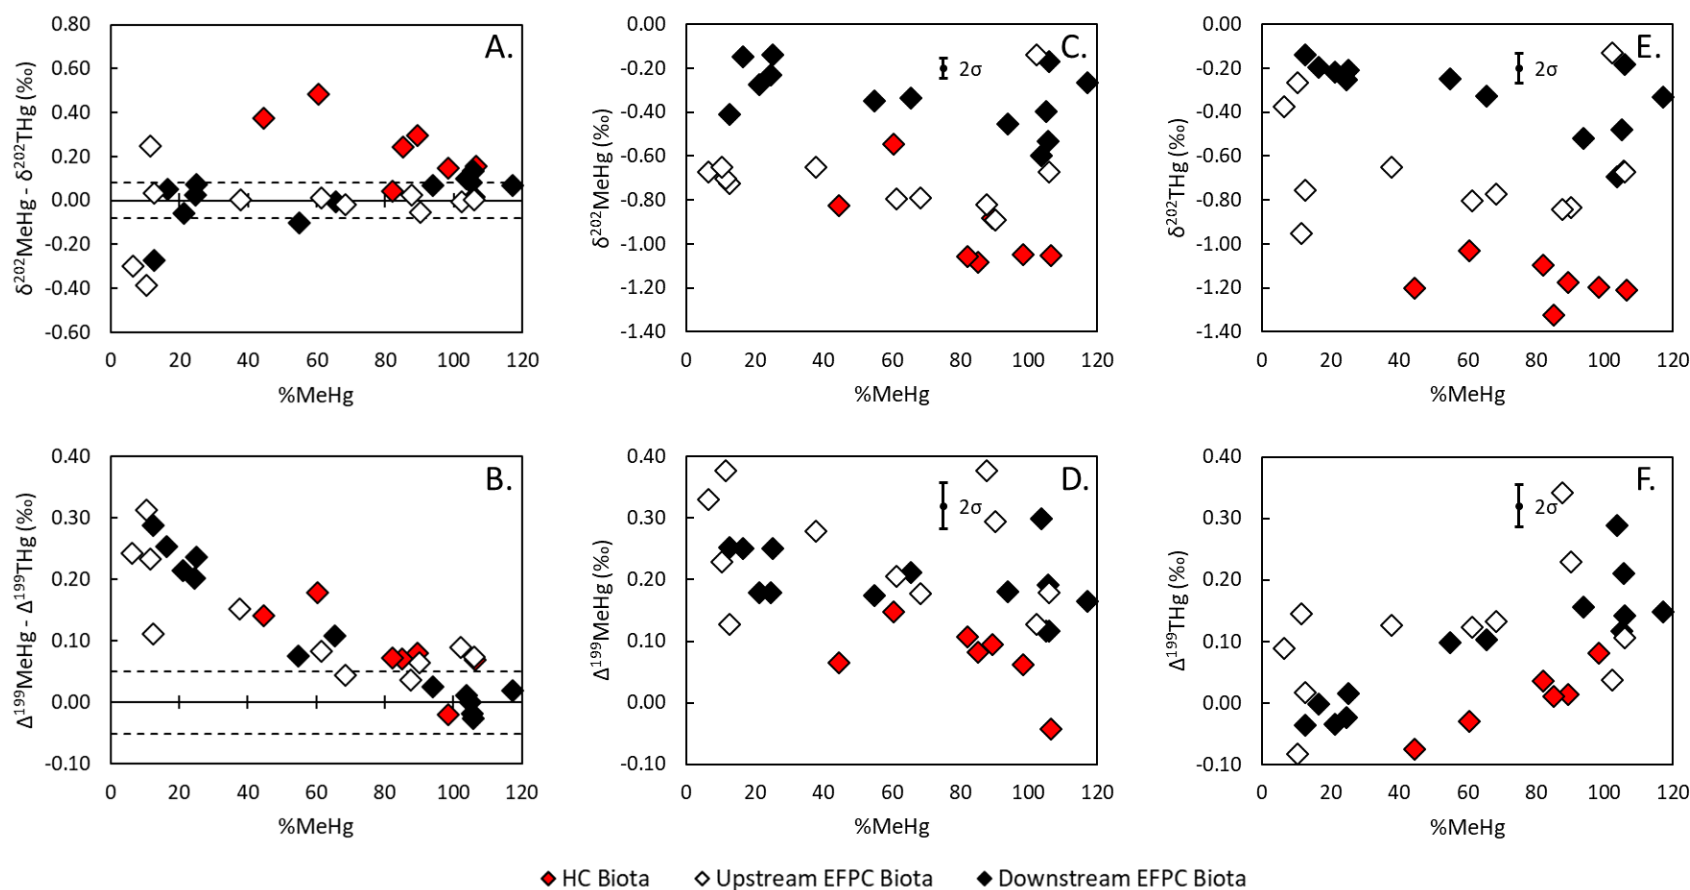 A.
0.80
0.60
0.40
0.20
0.00
-0.20
-0.40
-0.60
0 20 40 60 80 100 120
%MeHg
δ²⁰²MeHg - δ²⁰²THg (‰)
C.
0.00
-0.20
-0.40
-0.60
-0.80
-1.00
-1.20
-1.40
2σ
0 20 40 60 80 100 120
%MeHg
δ²⁰²MeHg (‰)
E.
0.00
-0.20
-0.40
-0.60
-0.80
-1.00
-1.20
-1.40
2σ
0 20 40 60 80 100 120
%MeHg
δ²⁰²THg (‰)
B.
0.40
0.30
0.20
0.10
0.00
-0.10
0 20 40 60 80 100 120
%MeHg
Δ¹⁹⁹MeHg - Δ¹⁹⁹THg (‰)
D.
0.40
0.30
0.20
0.10
0.00
-0.10
2σ
0 20 40 60 80 100 120
%MeHg
Δ¹⁹⁹MeHg (‰)
F.
0.40
0.30
0.20
0.10
0.00
-0.10
2σ
0 20 40 60 80 100 120
%MeHg
Δ¹⁹⁹THg (‰)
HC Biota Upstream EFPC Biota Downstream EFPC Biota